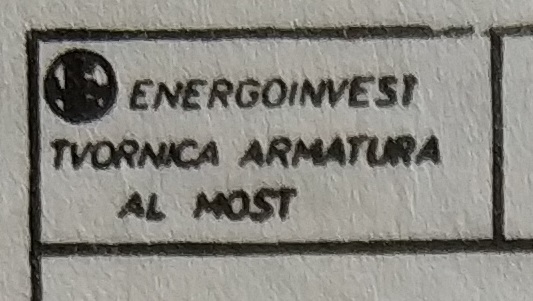 ENERGOINVEST
TVORNICA ARMATURA
AL MOST